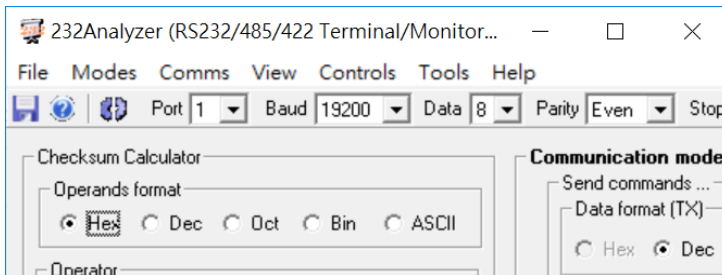 232Analyzer (RS232/485/422 Terminal/Monitor...
File Modes Comms View Controls Tools Help
Port 1 Baud 19200 Data 8 Parity Even Stop
Checksum Calculator
Communication mode
Operands format
Send commands ...
Data format (TX)
Hex Dec Oct Bin ASCII
Hex Dec
Operator